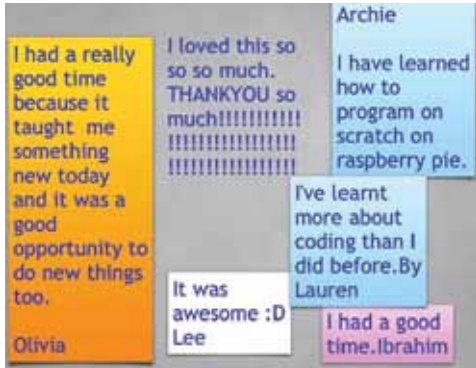 I had a really
good time
because it
taught me
something
new today
and it was a
good
opportunity to
do new things
too.
Olivia
I loved this so
so so much.
THANKYOU so
much!!!!!!!!!!!
!!!!!!!!!!!!!!!!!
!!!!!!!!!!!!!!!!!
Archie
I have learned
how to
program on
scratch on
raspberry pie.
I've learnt
more about
coding than I
did before.By
Lauren
It was
awesome :D
Lee
I had a good
time.Ibrahim